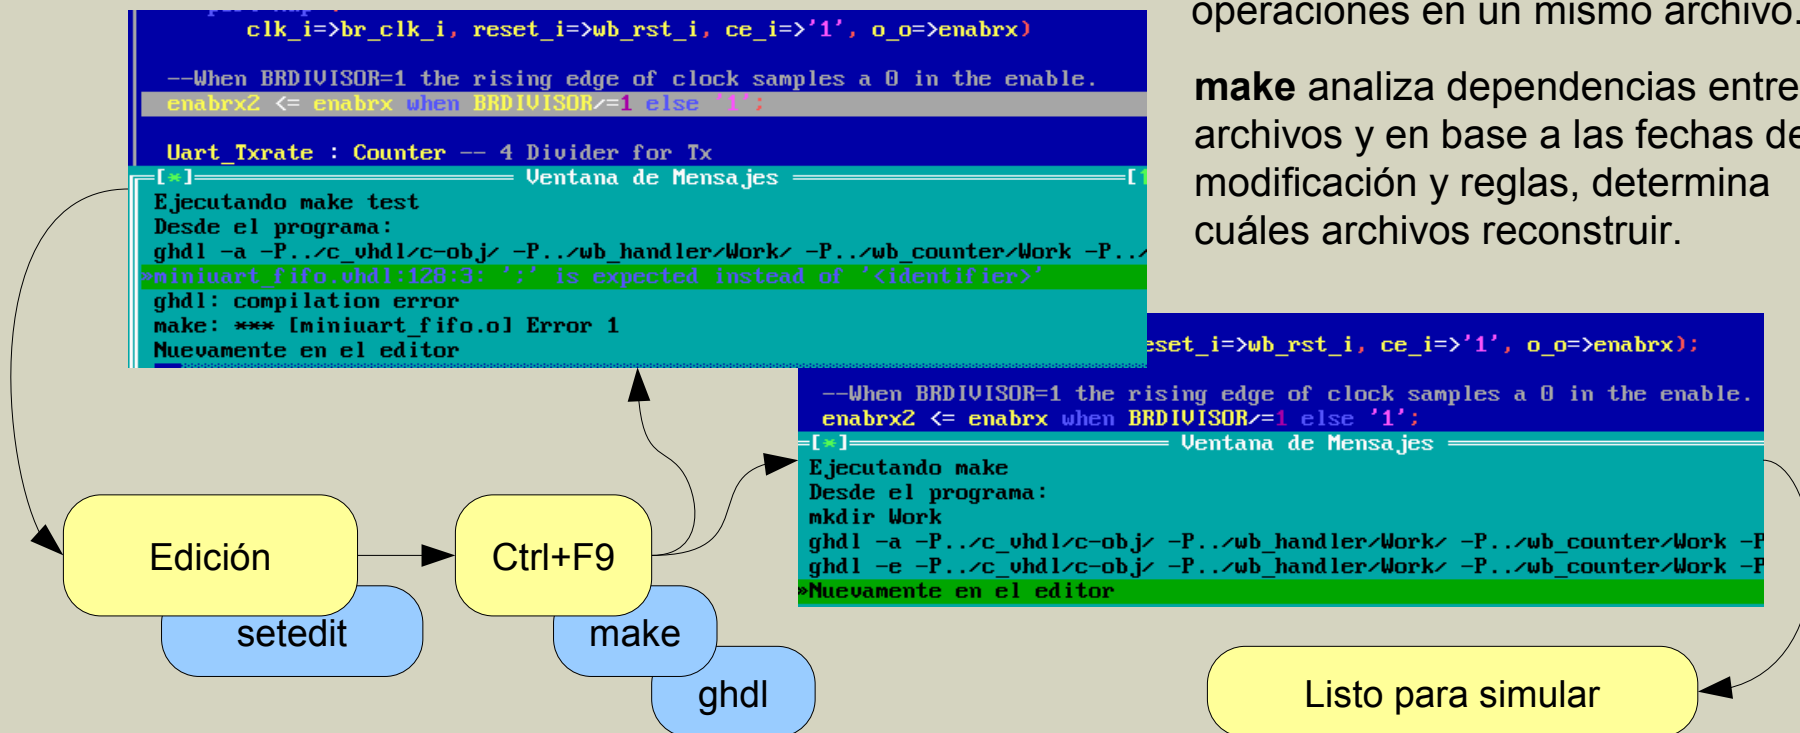 clk_i=>br_clk_i, reset_i=>wb_rst_i, ce_i=>'1', o_o=>enabrx)
--When BRDIVISOR=1 the rising edge of clock samples a 0 in the enable.
enabrx2 <= enabrx when BRDIVISOR/=1 else '1';
Uart_Txrate : Counter -- 4 Divider for Tx
=[*]= Ventana de Mensajes =[1
Ejecutando make test
Desde el programa:
ghdl -a -P../c_vhdl/c-obj/ -P../wb_handler/Work/ -P../wb_counter/Work -P../
»miniuart_fifo.vhdl:128:3: ';' is expected instead of '<identifier>'
ghdl: compilation error
make: *** [miniuart_fifo.o] Error 1
Nuevamente en el editor
operaciones en un mismo archivo.
make analiza dependencias entre
archivos y en base a las fechas de
modificación y reglas, determina
cuáles archivos reconstruir.
eset_i=>wb_rst_i, ce_i=>'1', o_o=>enabrx);
--When BRDIVISOR=1 the rising edge of clock samples a 0 in the enable.
enabrx2 <= enabrx when BRDIVISOR/=1 else '1';
=[*]= Ventana de Mensajes =
Ejecutando make
Desde el programa:
mkdir Work
ghdl -a -P../c_vhdl/c-obj/ -P../wb_handler/Work/ -P../wb_counter/Work -P
ghdl -e -P../c_vhdl/c-obj/ -P../wb_handler/Work/ -P../wb_counter/Work -P
»Nuevamente en el editor
Edición
Ctrl+F9
setedit
make
ghdl
Listo para simular